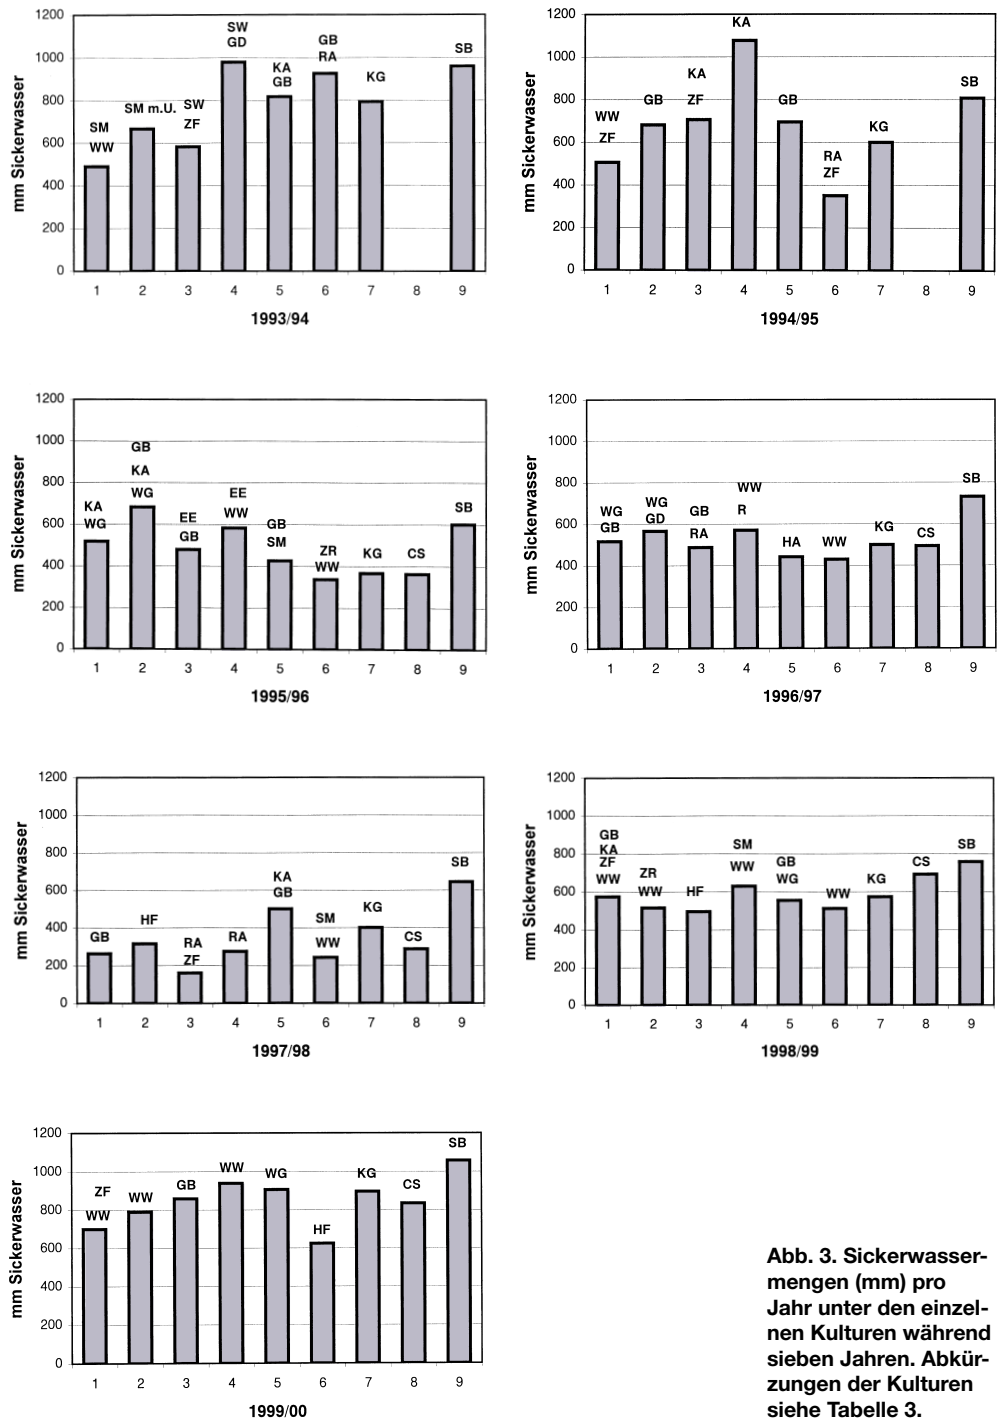 mm Sickerwasser
1200
1000
800
600
400
200
0
SM
WW
SM m.U.
SW
ZF
SW
GD
KA
GB
GB
RA
KG
SB
1 2 3 4 5 6 7 8 9
1993/94
mm Sickerwasser
1200
1000
800
600
400
200
0
WW
ZF
GB
KA
ZF
KA
GB
RA
ZF
KG
SB
1 2 3 4 5 6 7 8 9
1994/95
mm Sickerwasser
1200
1000
800
600
400
200
0
KA
WG
GB
KA
WG
EE
GB
EE
WW
GB
SM
ZR
WW
KG
CS
SB
1 2 3 4 5 6 7 8 9
1995/96
mm Sickerwasser
1200
1000
800
600
400
200
0
WG
GB
WG
GD
GB
RA
WW
R
HA
WW
KG
CS
SB
1 2 3 4 5 6 7 8 9
1996/97
mm Sickerwasser
1200
1000
800
600
400
200
0
GB
HF
RA
ZF
RA
KA
GB
SM
WW
KG
CS
SB
1 2 3 4 5 6 7 8 9
1997/98
mm Sickerwasser
1200
1000
800
600
400
200
0
GB
KA
ZF
WW
ZR
WW
HF
SM
WW
GB
WG
WW
KG
CS
SB
1 2 3 4 5 6 7 8 9
1998/99
mm Sickerwasser
1200
1000
800
600
400
200
0
ZF
WW
WW
GB
WW
WG
HF
KG
CS
SB
1 2 3 4 5 6 7 8 9
1999/00
Abb. 3. Sickerwasser-
mengen (mm) pro
Jahr unter den einzel-
nen Kulturen während
sieben Jahren. Abkür-
zungen der Kulturen
siehe Tabelle 3.